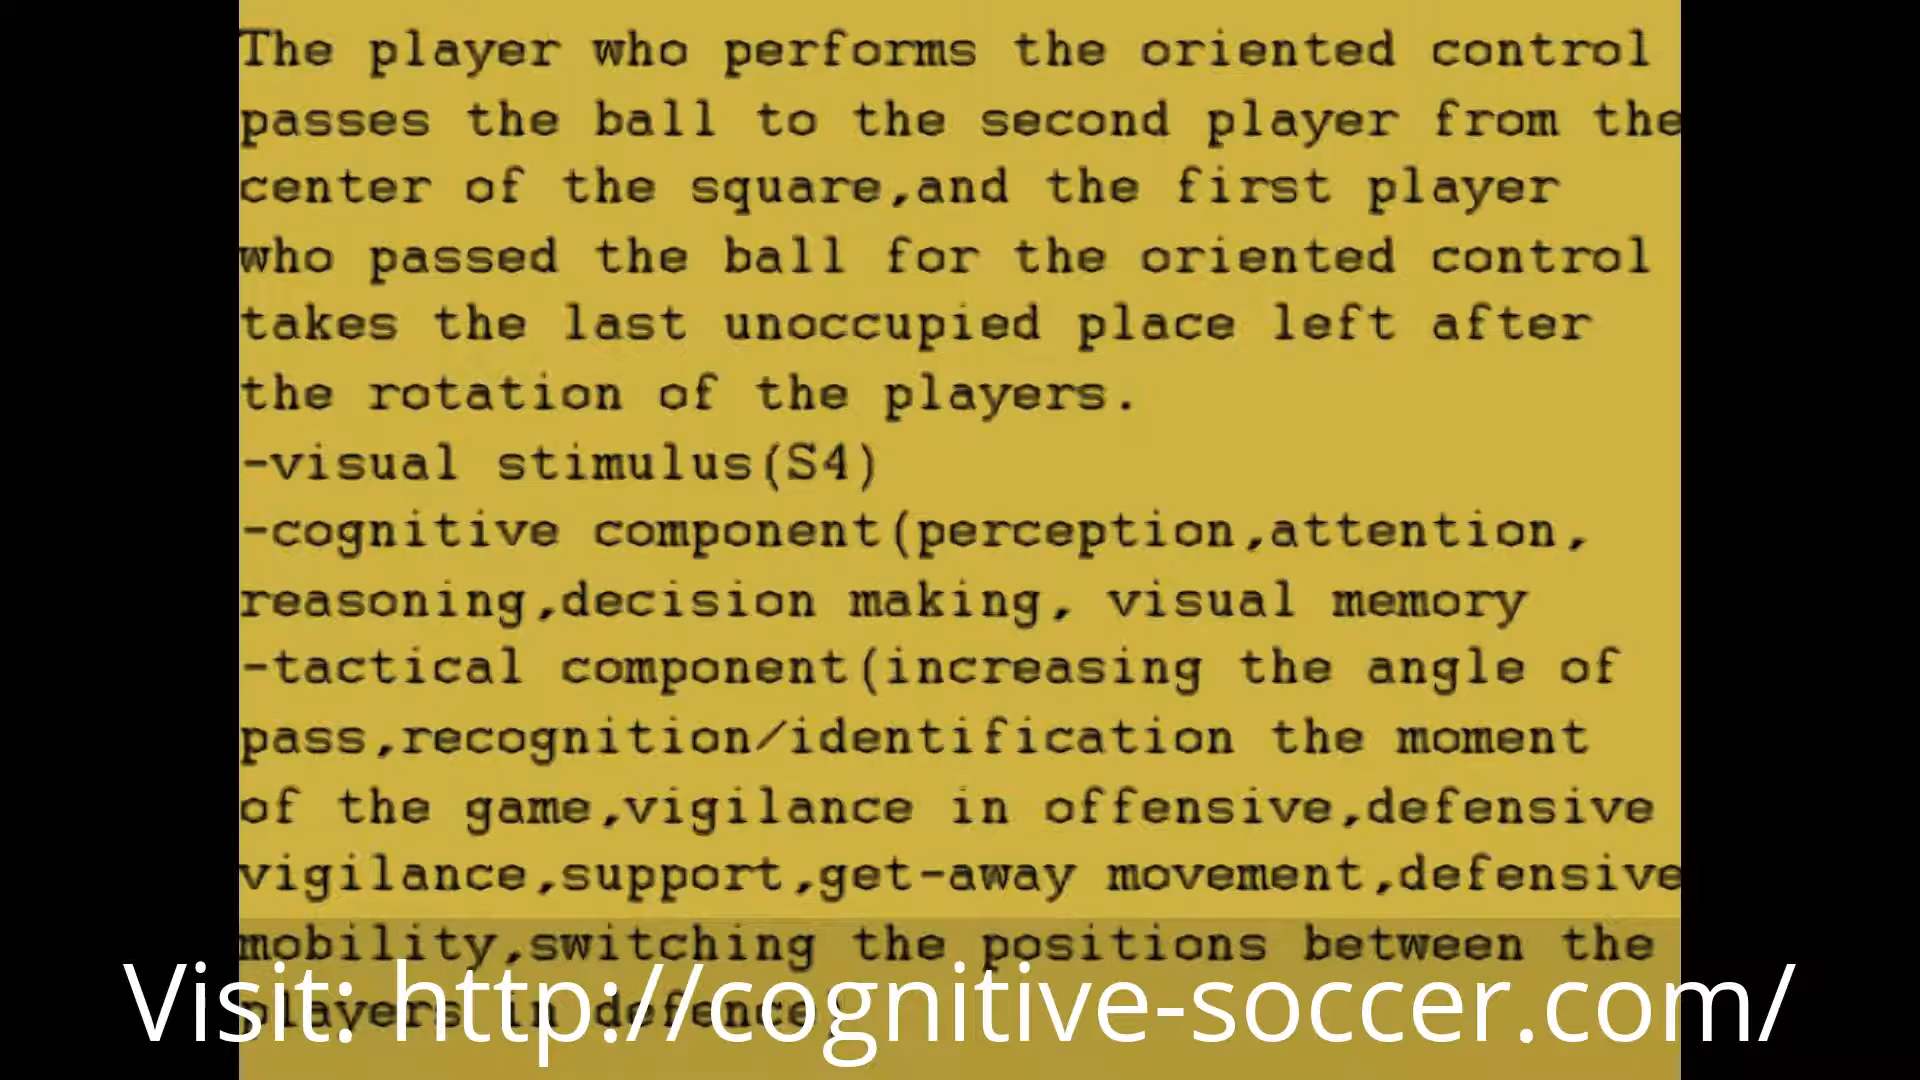 The player who performs the oriented control
passes the ball to the second player from the
center of the square,and the first player
who passed the ball for the oriented control
takes the last unoccupied place left after
the rotation of the players.
-visual stimulus(S4)
-cognitive component(perception,attention,
reasoning,decision making, visual memory
-tactical component(increasing the angle of
pass,recognition/identification the moment
of the game,vigilance in offensive,defensive
vigilance,support,get-away movement,defensive
mobility,switching the positions between the
players in defence)
Visit: http://cognitive-soccer.com/